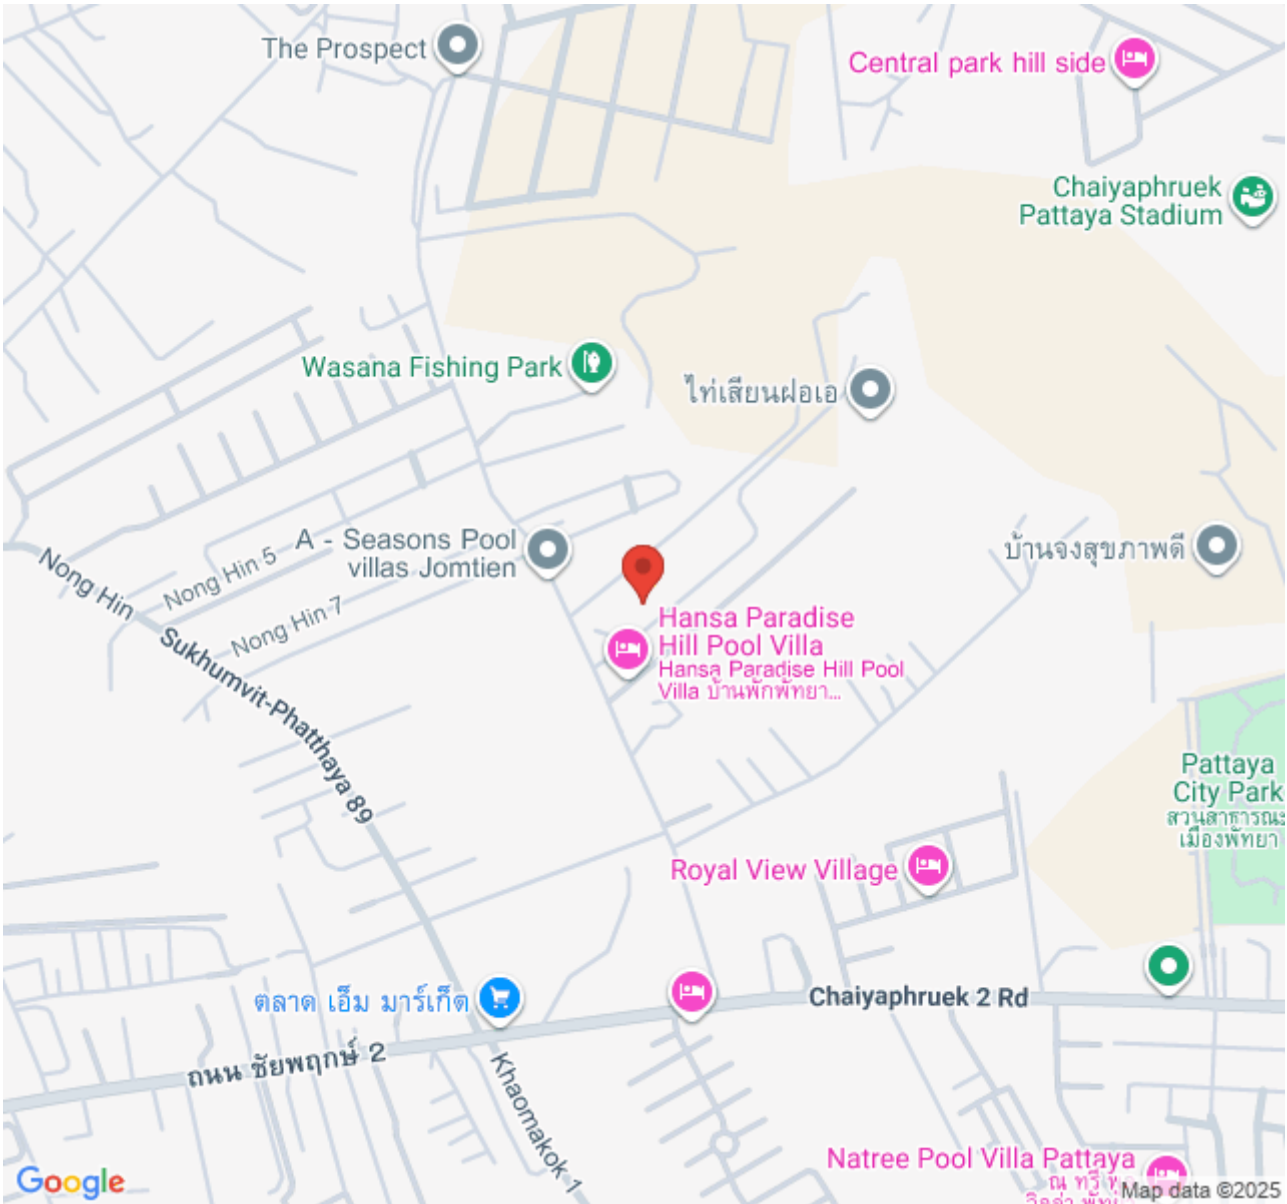 The Prospect
Central park hill side
Chaiyaphruek
Pattaya Stadium
Wasana Fishing Park
ไท่เสียนฝอเอ
A - Seasons Pool
villas Jomtien
บ้านจงสุขภาพดี
Nong Hin
Nong Hin 5
Nong Hin 7
Hansa Paradise
Hill Pool Villa
Hansa Paradise Hill Pool
Villa บ้านพักพัทยา...
Sukhumvit-Phatthaya 89
Pattaya
City Park
สวนสาธารณะ
เมืองพัทยา
Royal View Village
ตลาด เอ็ม มาร์เก็ต
Chaiyaphruek 2 Rd
ถนน ชัยพฤกษ์ 2
Khaomakok 1
Natree Pool Villa Pattaya
ณ ทรี
Google
Map data ©2025